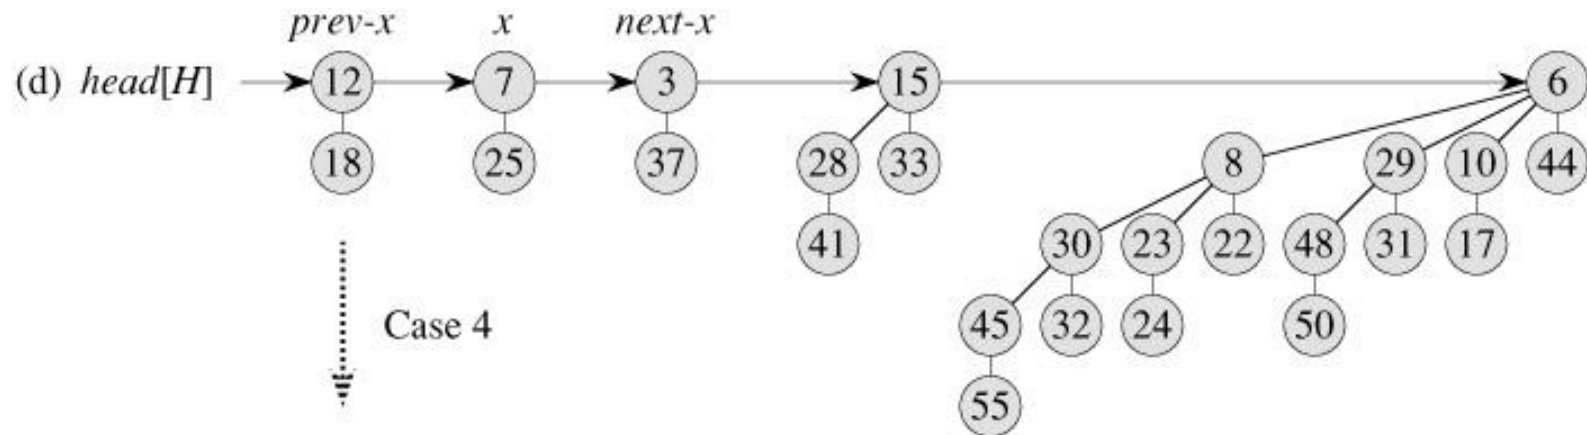 prev-x x next-x
(d) head[H] 12 7 3 15 6
18 25 37 28 33 8 29 10 44
41 30 23 22 48 31 17
Case 4 45 32 24 50
55